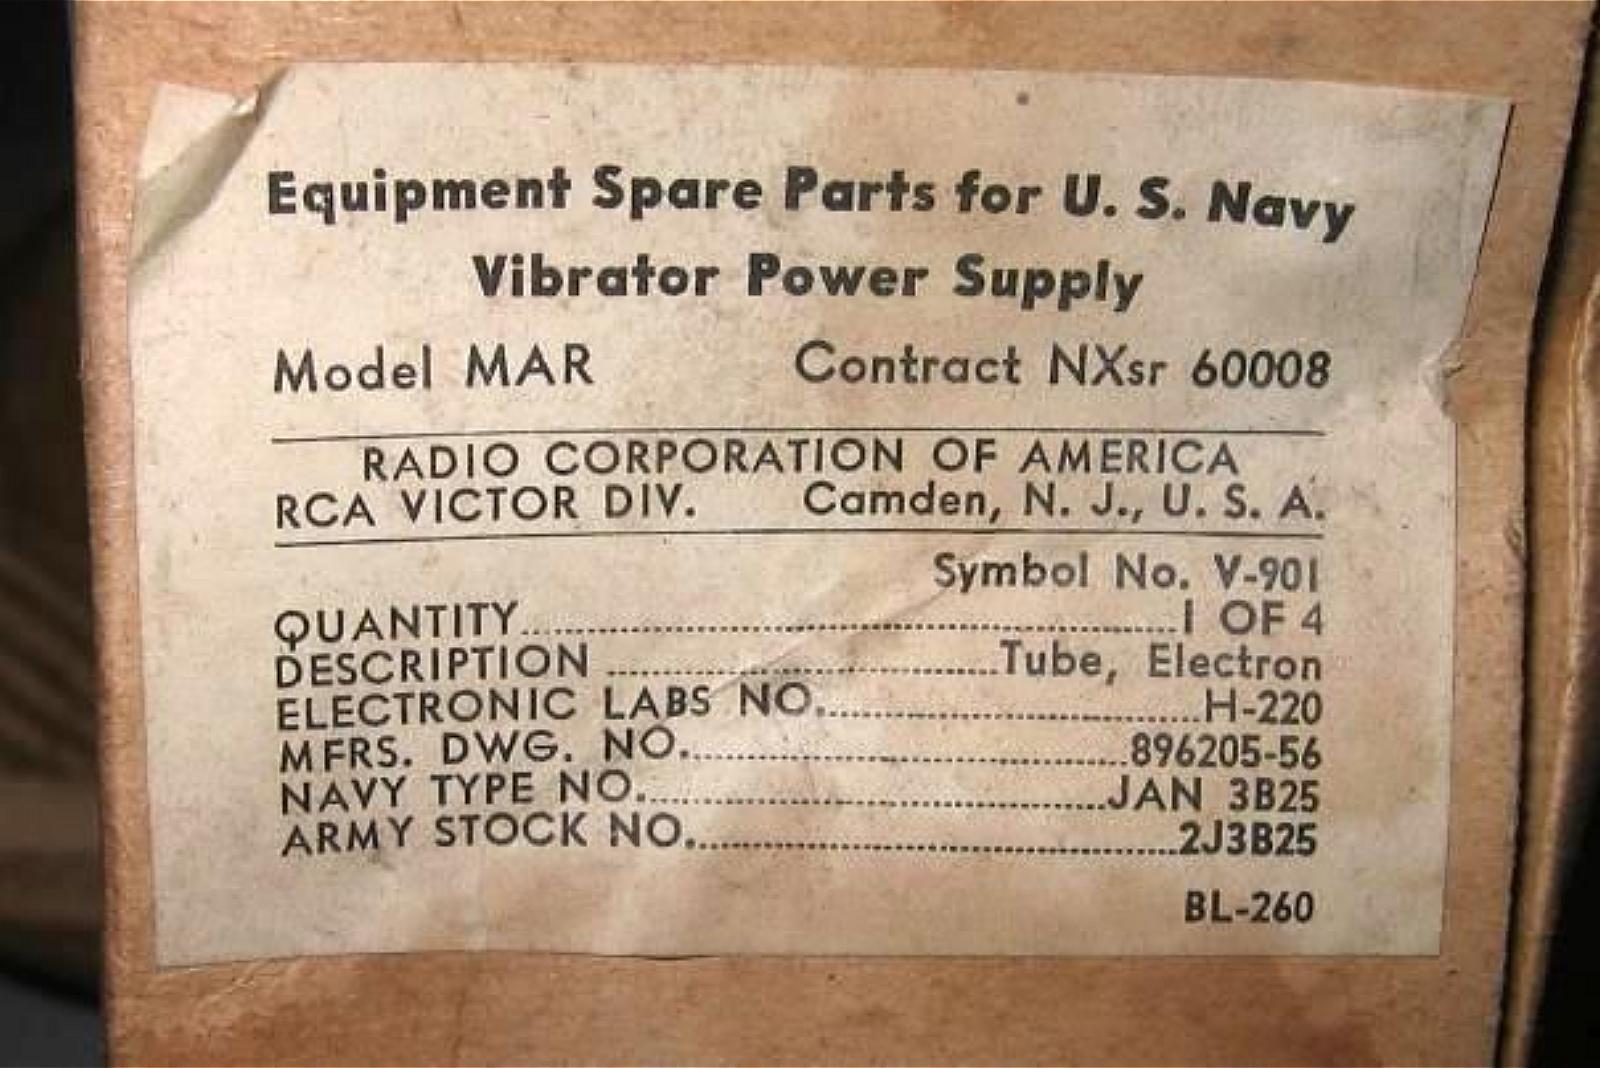 Equipment Spare Parts for U. S. Navy
Vibrator Power Supply
Model MAR Contract NXsr 60008
RADIO CORPORATION OF AMERICA
RCA VICTOR DIV. Camden, N. J., U. S. A.
Symbol No. V-901
QUANTITY........................1 OF 4
DESCRIPTION ........................Tube, Electron
ELECTRONIC LABS NO.........................H-220
MFRS. DWG. NO.........................896205-56
NAVY TYPE NO.........................JAN 3B25
ARMY STOCK NO.........................2J3B25
BL-260